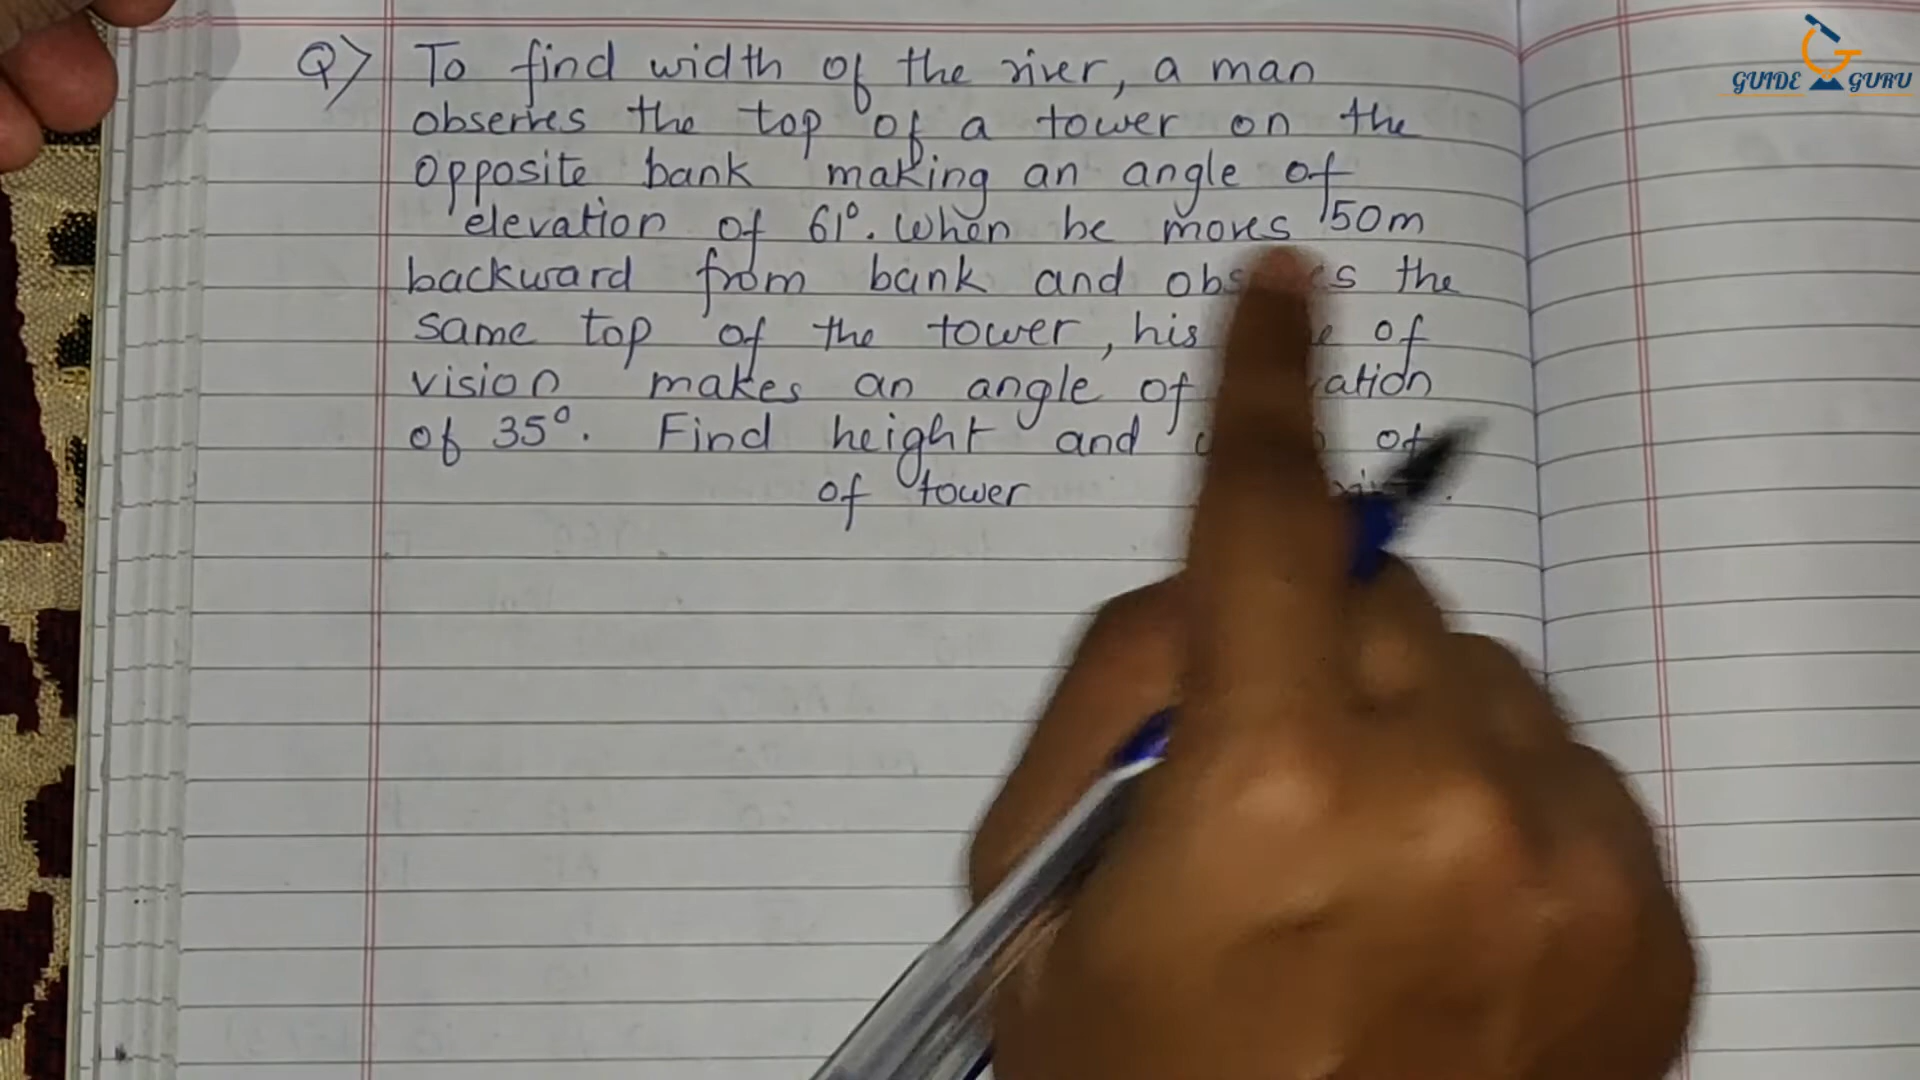 Q> To find width of the river, a man
observes the top of a tower on the
opposite bank making an angle of
elevation of 61°. When he moves 50m
backward from bank and the
same top of the tower, his of
vision makes an angle of
of 35°. Find height and of
of tower
GUIDE GURU